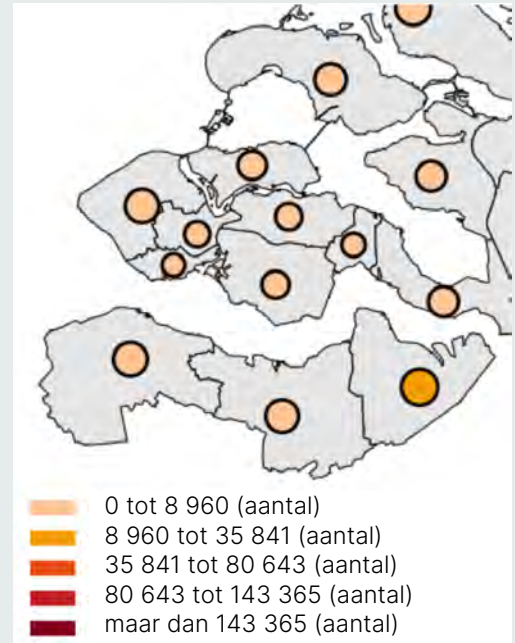 0 tot 8 960 (aantal)
8 960 tot 35 841 (aantal)
35 841 tot 80 643 (aantal)
80 643 tot 143 365 (aantal)
maar dan 143 365 (aantal)